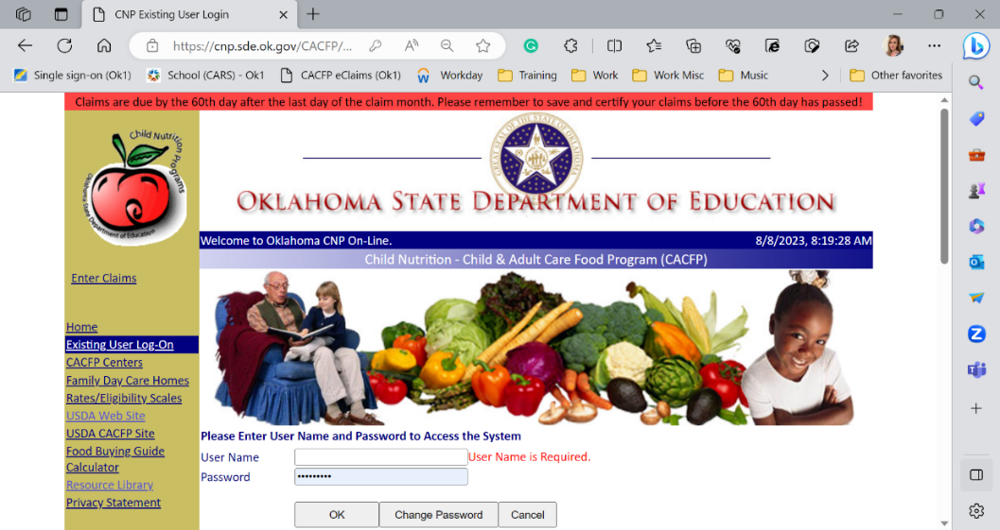 CNP Existing User Login
https://cnp.sde.ok.gov/CACFP/...
Single sign-on (Ok1) School (CARS) - Ok1 CACFP eClaims (Ok1) Workday Training Work Work Misc Music Other favorites
Claims are due by the 60th day after the last day of the claim month. Please remember to save and certify your claims before the 60th day has passed!
Child Nutrition Programs
Oklahoma State Department of Education
GREAT SEAL OF THE STATE OF OKLAHOMA
OKLAHOMA STATE DEPARTMENT OF EDUCATION
Welcome to Oklahoma CNP On-Line. 8/8/2023, 8:19:28 AM
Child Nutrition - Child & Adult Care Food Program (CACFP)
Enter Claims
Home
Existing User Log-On
CACFP Centers
Family Day Care Homes
Rates/Eligibility Scales
USDA Web Site
USDA CACFP Site
Food Buying Guide
Calculator
Resource Library
Privacy Statement
Please Enter User Name and Password to Access the System
User Name User Name is Required.
Password •••••••••
OK Change Password Cancel